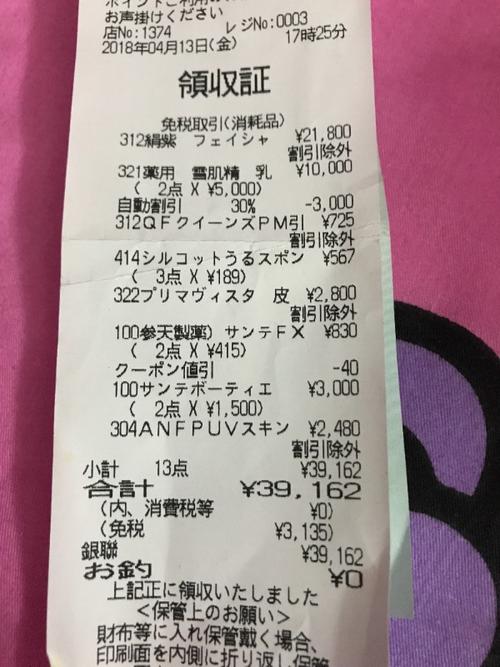 お声掛けください
店No:1374 レジNo:0003
2018年04月13日(金) 17時25分
領収証
免税取引(消耗品)
312絹紫 フェイシャ ¥21,800
割引除外
321薬用 雪肌精 乳 ¥10,000
( 2点 X ¥5,000)
自動割引 30% -3,000
312QFクイーンズPM引 ¥725
割引除外
414シルコットうるスポン ¥567
( 3点 X ¥189)
322プリマヴィスタ 皮 ¥2,800
割引除外
100参天製薬) サンテFX ¥830
( 2点 X ¥415)
クーポン値引 -40
100サンテボーティエ ¥3,000
( 2点 X ¥1,500)
304ANFPUVスキン ¥2,480
割引除外
小計 13点 ¥39,162
合計 ¥39,162
(内、消費税等 ¥0)
(免税 ¥3,135)
銀聯 ¥39,162
お釣 ¥0
上記正に領収いたしました
<保管上のお願い>
財布等に入れ保管戴く場合、
印刷面を内側に折り返し保管